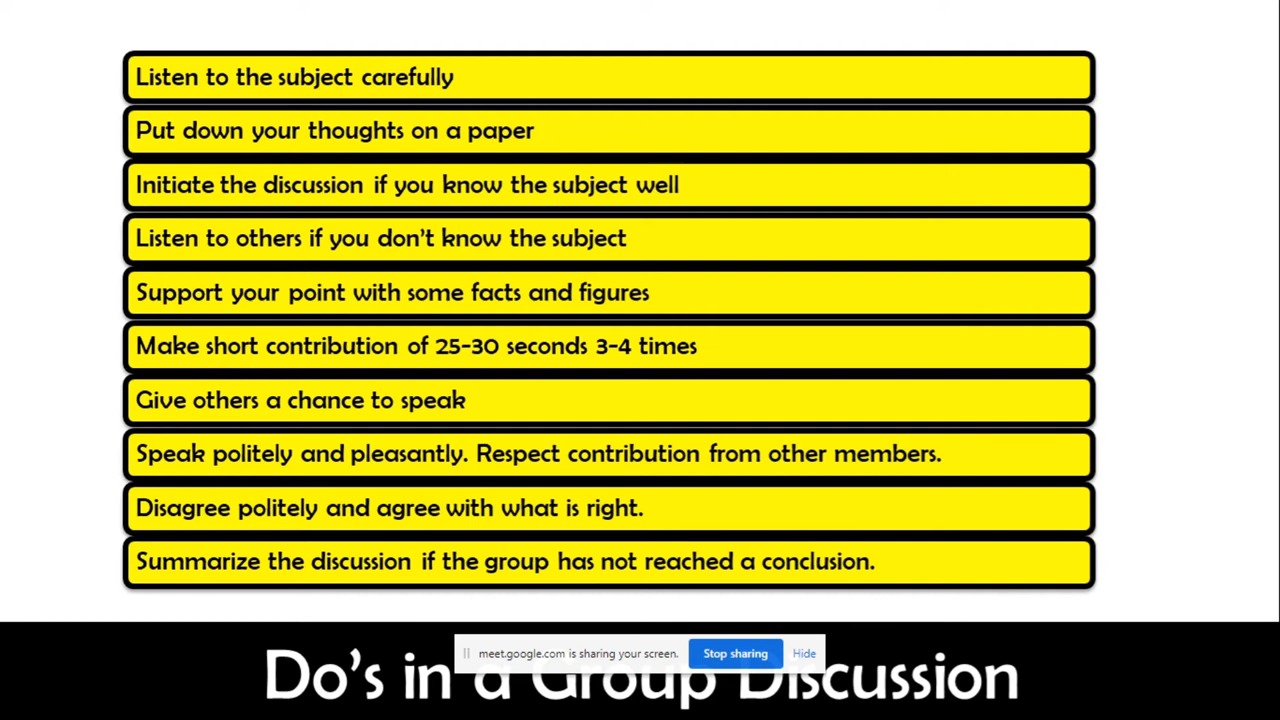 Listen to the subject carefully
Put down your thoughts on a paper
Initiate the discussion if you know the subject well
Listen to others if you don't know the subject
Support your point with some facts and figures
Make short contribution of 25-30 seconds 3-4 times
Give others a chance to speak
Speak politely and pleasantly. Respect contribution from other members.
Disagree politely and agree with what is right.
Summarize the discussion if the group has not reached a conclusion.
meet.google.com is sharing your screen. Stop sharing Hide
Do's in a Group Discussion